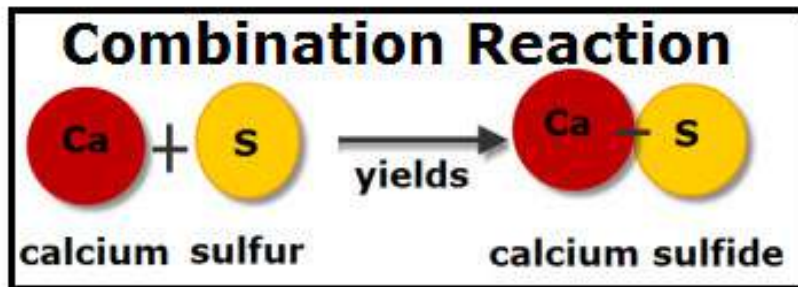 Combination Reaction
Ca + S Ca - S
yields
calcium sulfur calcium sulfide